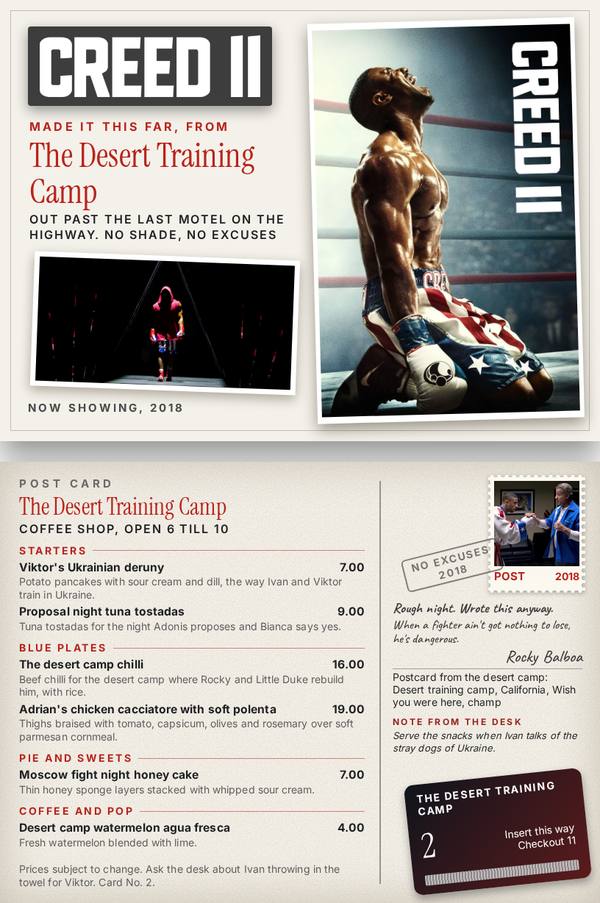 CREED II
MADE IT THIS FAR, FROM
The Desert Training
Camp
OUT PAST THE LAST MOTEL ON THE
HIGHWAY. NO SHADE, NO EXCUSES
NOW SHOWING, 2018
CREED II
CRE
POST CARD
The Desert Training Camp
COFFEE SHOP, OPEN 6 TILL 10
STARTERS
Viktor's Ukrainian deruny 7.00
Potato pancakes with sour cream and dill, the way Ivan and Viktor
train in Ukraine.
Proposal night tuna tostadas 9.00
Tuna tostadas for the night Adonis proposes and Bianca says yes.
BLUE PLATES
The desert camp chilli 16.00
Beef chilli for the desert camp where Rocky and Little Duke rebuild
him, with rice.
Adrian's chicken cacciatore with soft polenta 19.00
Thighs braised with tomato, capsicum, olives and rosemary over soft
parmesan cornmeal.
PIE AND SWEETS
Moscow fight night honey cake 7.00
Thin honey sponge layers stacked with whipped sour cream.
COFFEE AND POP
Desert camp watermelon agua fresca 4.00
Fresh watermelon blended with lime.
Prices subject to change. Ask the desk about Ivan throwing in the
towel for Viktor. Card No. 2.
NO EXCUSES
2018
POST 2018
Rough night. Wrote this anyway.
When a fighter ain't got nothing to lose,
he's dangerous.
Rocky Balboa
Postcard from the desert camp:
Desert training camp, California, Wish
you were here, champ
NOTE FROM THE DESK
Serve the snacks when Ivan talks of the
stray dogs of Ukraine.
THE DESERT TRAINING
CAMP
2
Insert this way
Checkout 11